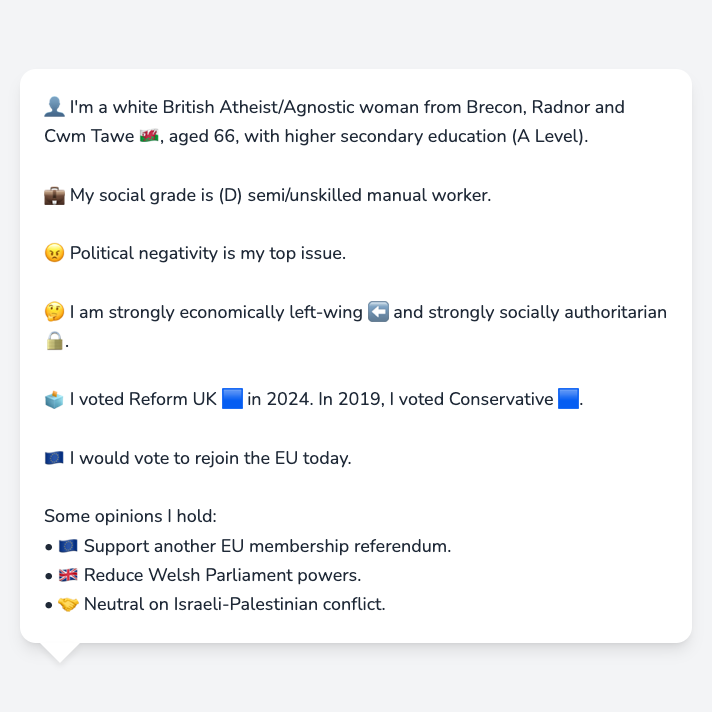 👤 I'm a white British Atheist/Agnostic woman from Brecon, Radnor and
Cwm Tawe 🏴󠁧󠁢󠁷󠁬󠁳󠁿, aged 66, with higher secondary education (A Level).
💼 My social grade is (D) semi/unskilled manual worker.
😠 Political negativity is my top issue.
🤔 I am strongly economically left-wing ⬅️ and strongly socially authoritarian
🔒.
🗳️ I voted Reform UK 🟦 in 2024. In 2019, I voted Conservative 🟦.
🇪🇺 I would vote to rejoin the EU today.
Some opinions I hold:
• 🇪🇺 Support another EU membership referendum.
• 🇬🇧 Reduce Welsh Parliament powers.
• 🤝 Neutral on Israeli-Palestinian conflict.